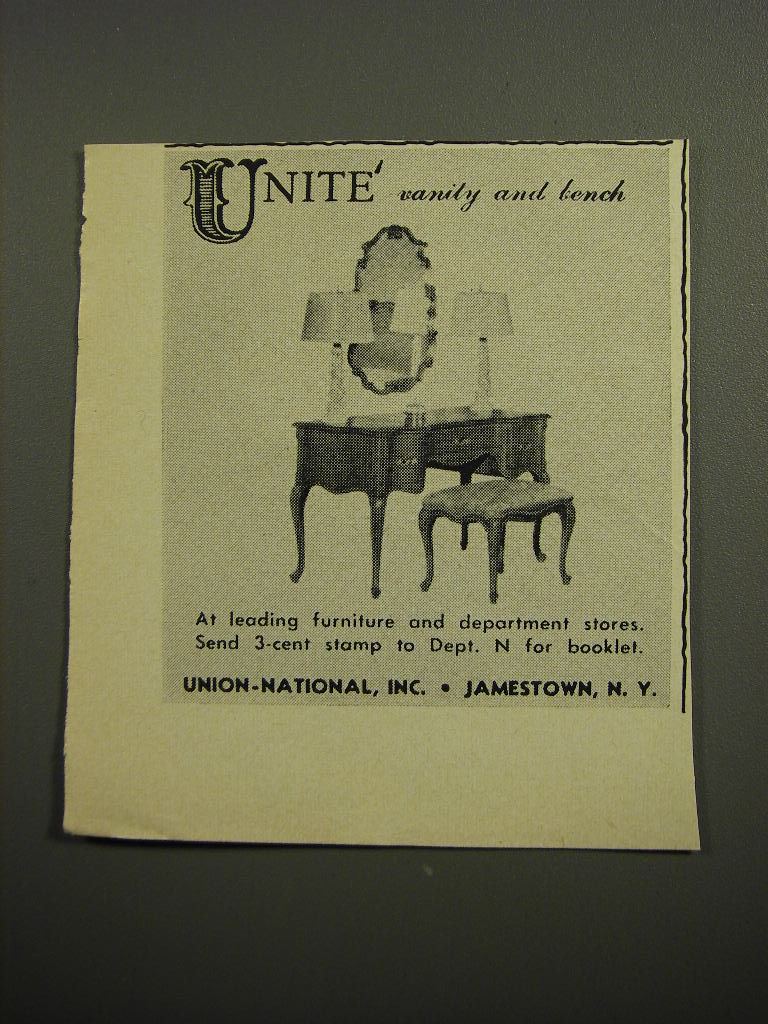 UNITÉ vanity and bench
At leading furniture and department stores.
Send 3-cent stamp to Dept. N for booklet.
UNION-NATIONAL, INC. • JAMESTOWN, N. Y.